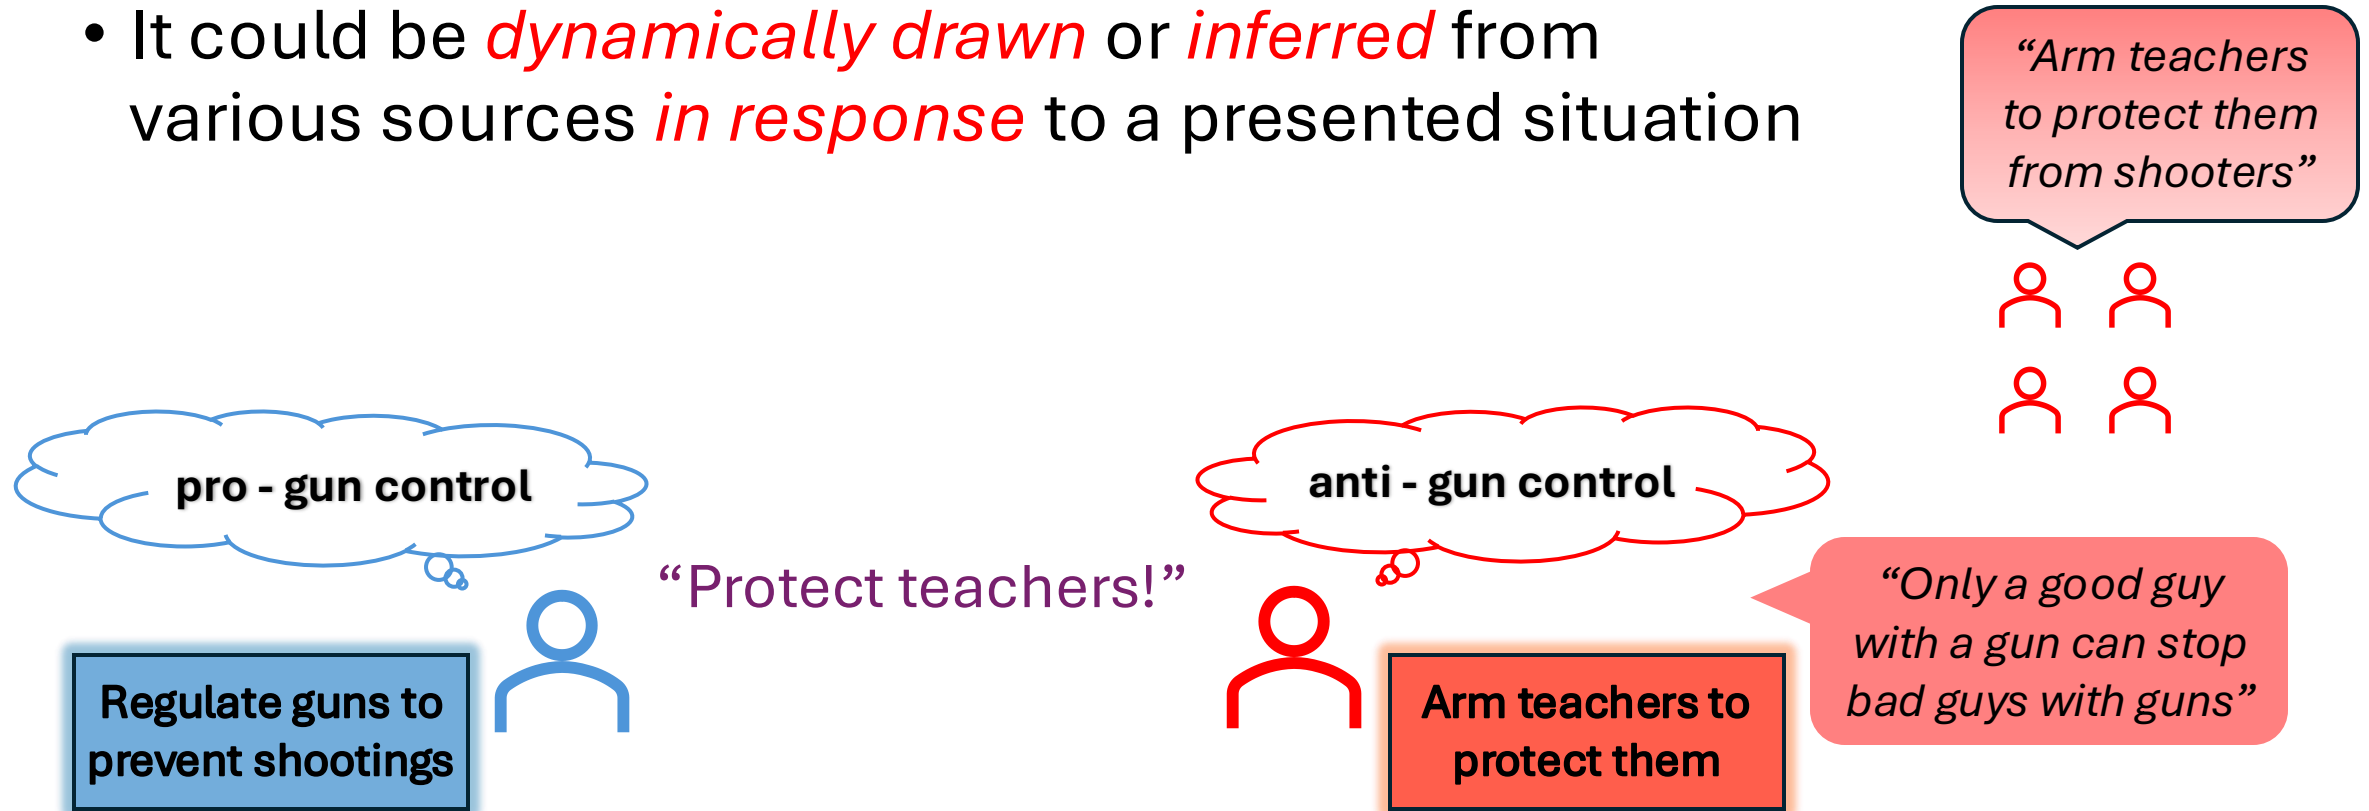 • It could be dynamically drawn or inferred from
various sources in response to a presented situation
“Arm teachers
to protect them
from shooters”
pro - gun control
anti - gun control
“Protect teachers!”
“Only a good guy
with a gun can stop
bad guys with guns”
Regulate guns to
prevent shootings
Arm teachers to
protect them